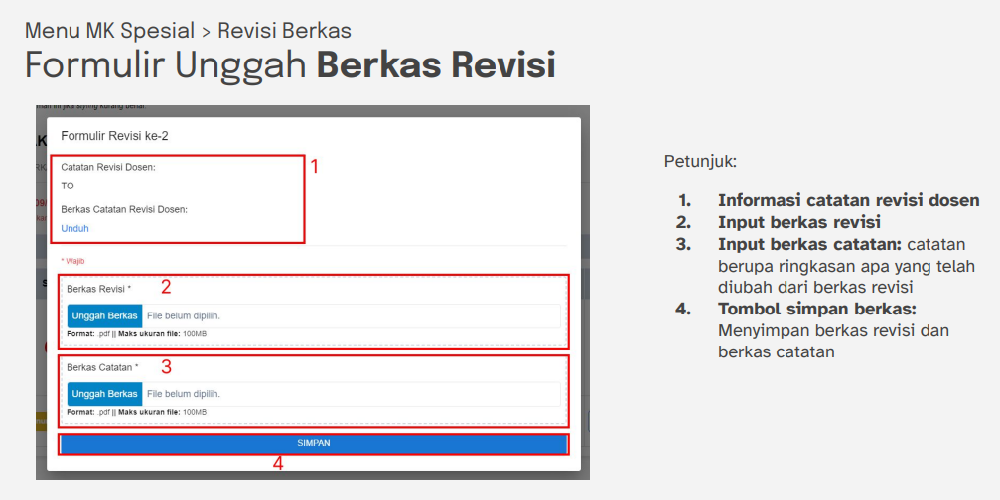 Menu MK Spesial > Revisi Berkas
Formulir Unggah Berkas Revisi
Formulir Revisi ke-2
Catatan Revisi Dosen:
TO
Berkas Catatan Revisi Dosen:
Unduh
1
* Wajib
Berkas Revisi *
2
Unggah Berkas File belum dipilih.
Format: .pdf || Maks ukuran file: 100MB
Berkas Catatan *
3
Unggah Berkas File belum dipilih.
Format: .pdf || Maks ukuran file: 100MB
SIMPAN
4
Petunjuk:
1. Informasi catatan revisi dosen
2. Input berkas revisi
3. Input berkas catatan: catatan
berupa ringkasan apa yang telah
diubah dari berkas revisi
4. Tombol simpan berkas:
Menyimpan berkas revisi dan
berkas catatan